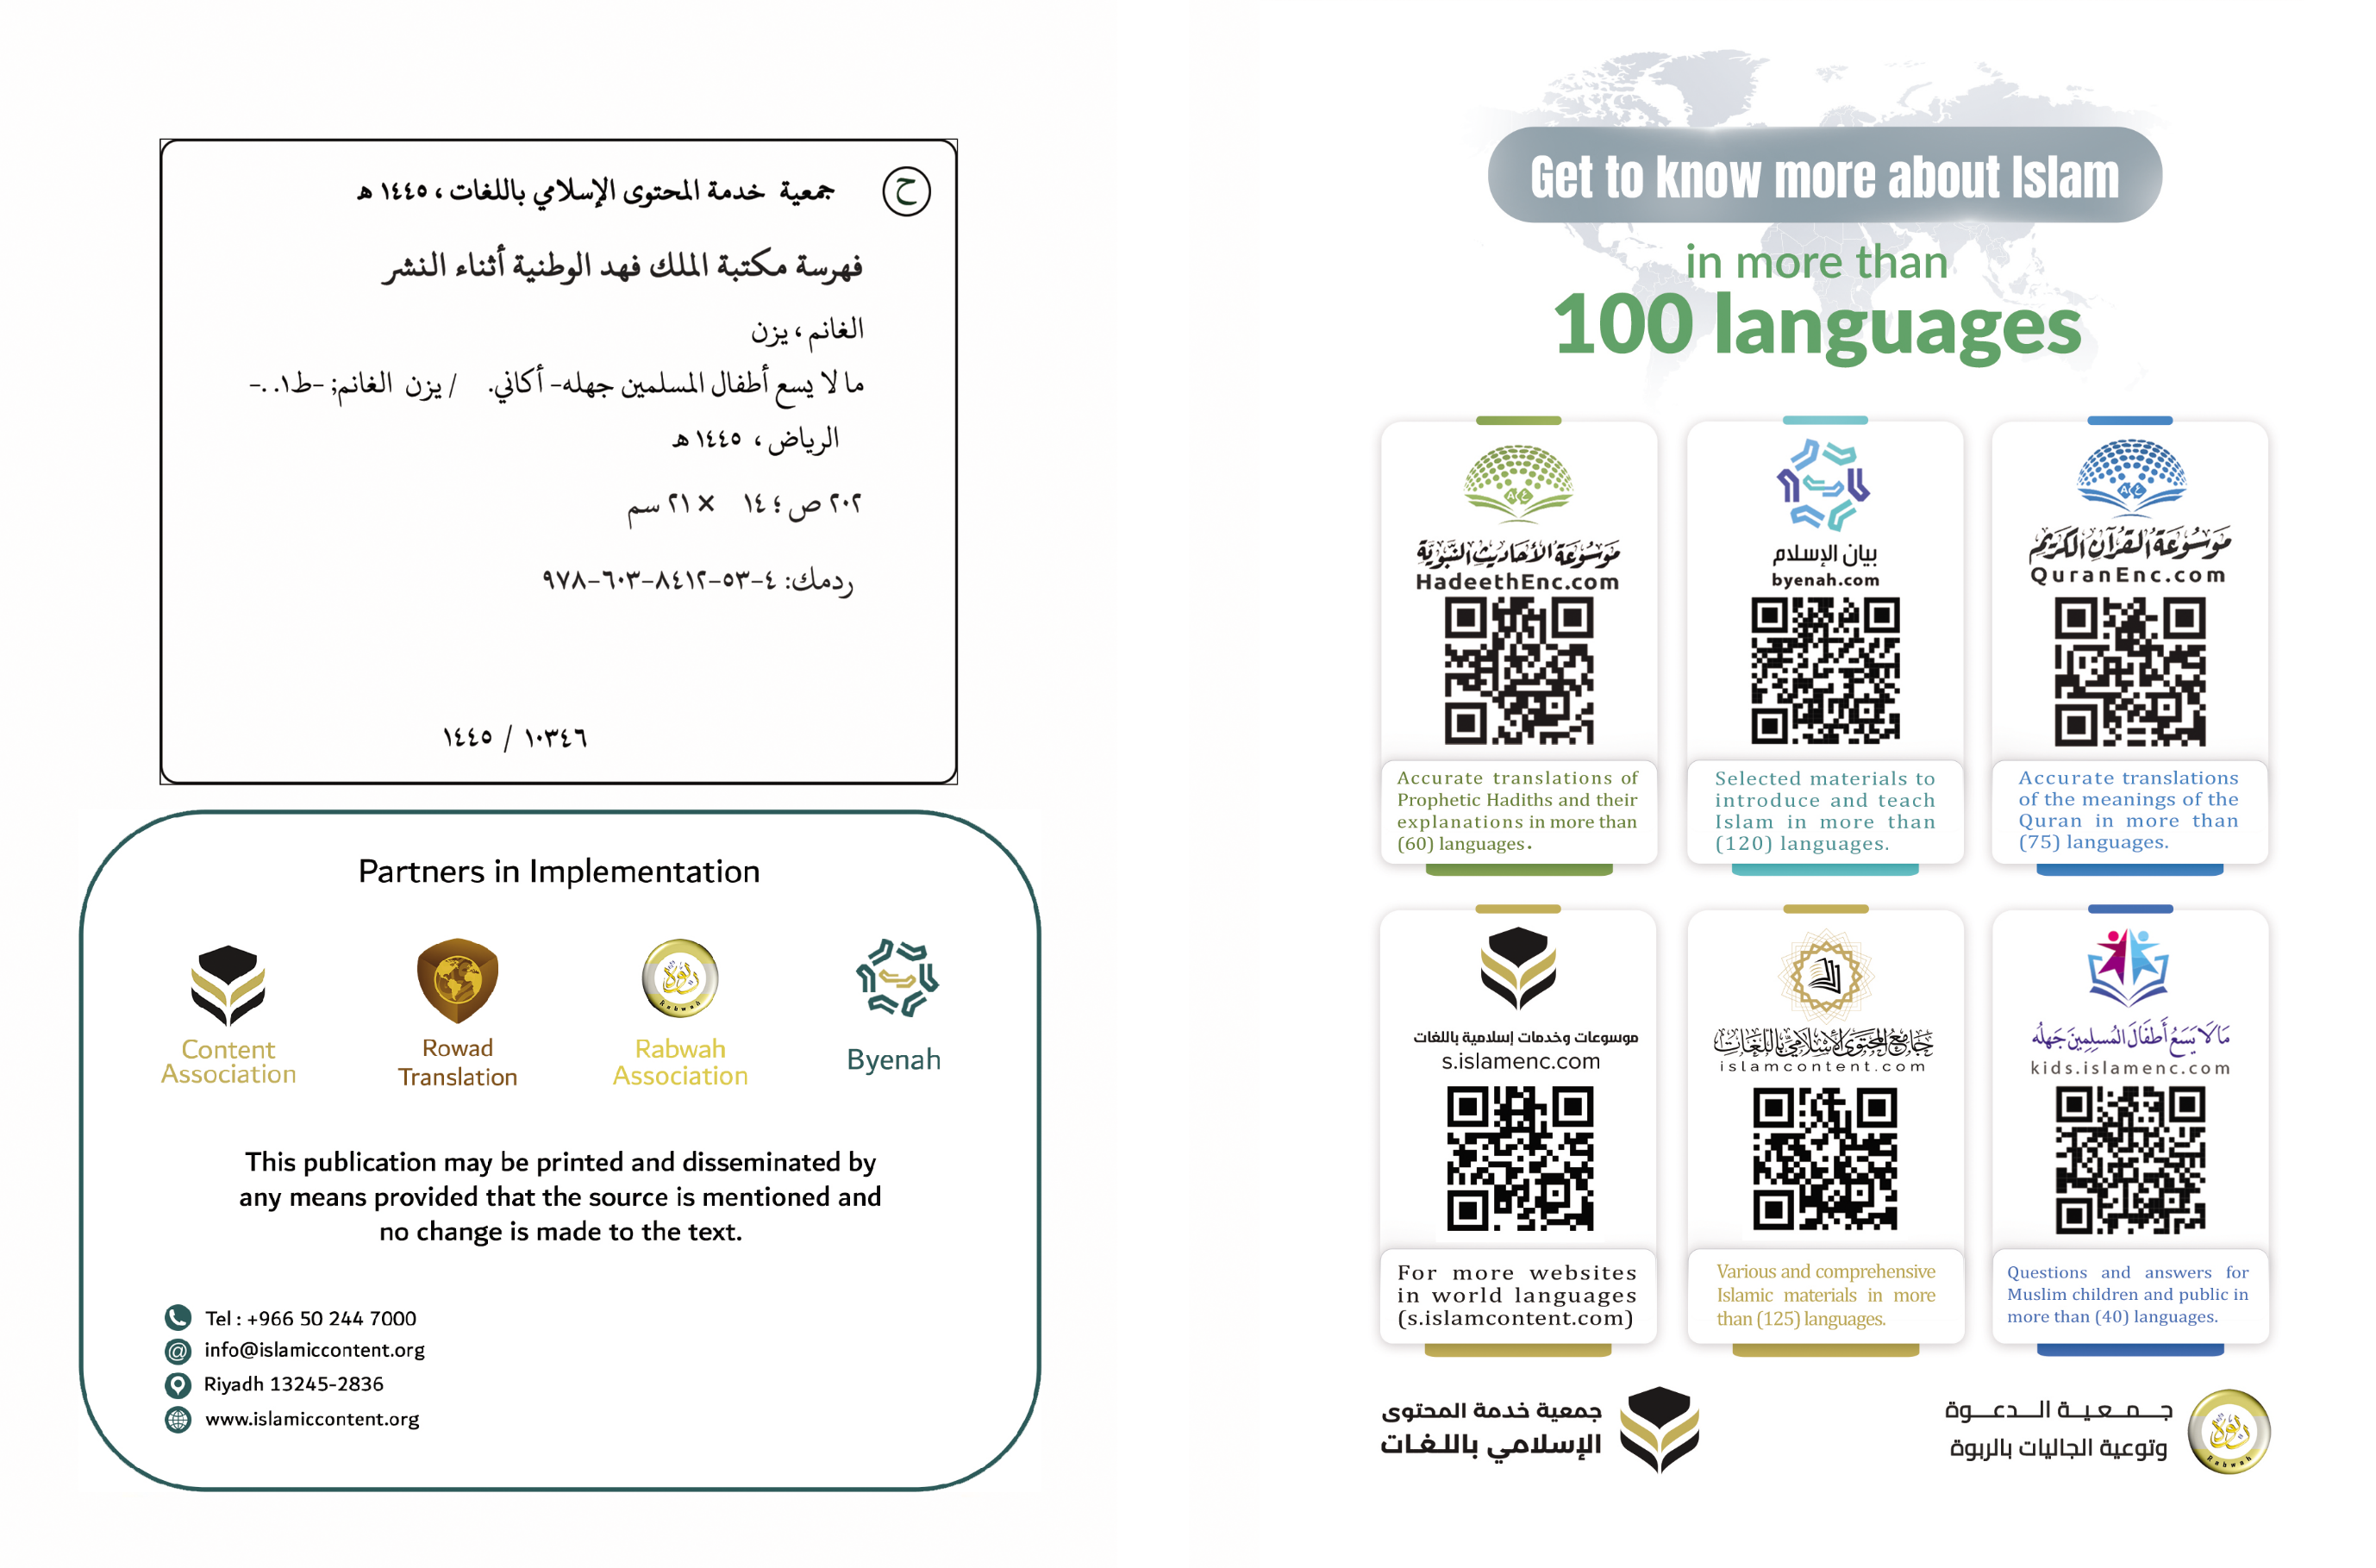 ح
جمعية خدمة المحتوى الإسلامي باللغات ، ١٤٤٥ هـ
فهرسة مكتبة الملك فهد الوطنية أثناء النشر
الغانم ، يزن
ما لا يسع أطفال المسلمين جهله- أكاني. / يزن الغانم; -ط١. .-
الرياض ، ١٤٤٥ هـ
٢٠٢ ص ؛ ١٤ × ٢١ سم
ردمك: ٤-٥٣-٨٤١٢-٦٠٣-٩٧٨
١٠٣٤٦ / ١٤٤٥
Partners in Implementation
Content
Association
Rowad
Translation
Rabwah
Rabwah
Association
Byenah
This publication may be printed and disseminated by
any means provided that the source is mentioned and
no change is made to the text.
Tel : +966 50 244 7000
info@islamiccontent.org
Riyadh 13245-2836
www.islamiccontent.org
Get to know more about Islam
in more than
100 languages
موسوعة الأحاديث النبوية
HadeethEnc.com
Accurate translations of
Prophetic Hadiths and their
explanations in more than
(60) languages.
بيان الإسلام
byenah.com
Selected materials to
introduce and teach
Islam in more than
(120) languages.
موسوعة القرآن الكريم
QuranEnc.com
Accurate translations
of the meanings of the
Quran in more than
(75) languages.
موسوعات وخدمات إسلامية باللغات
s.islamenc.com
For more websites
in world languages
(s.islamcontent.com)
جامع المحتوى الإسلامي باللغات
islamcontent.com
Various and comprehensive
Islamic materials in more
than (125) languages.
مَا لَا يَسَعُ أَطفَالَ المُسلِمِينَ جَهلُه
kids.islamenc.com
Questions and answers for
Muslim children and public in
more than (40) languages.
جمعية خدمة المحتوى
الإسلامي باللغات
جـمـعـيـة الـدعـوة
وتوعية الجاليات بالربوة
Rabwah